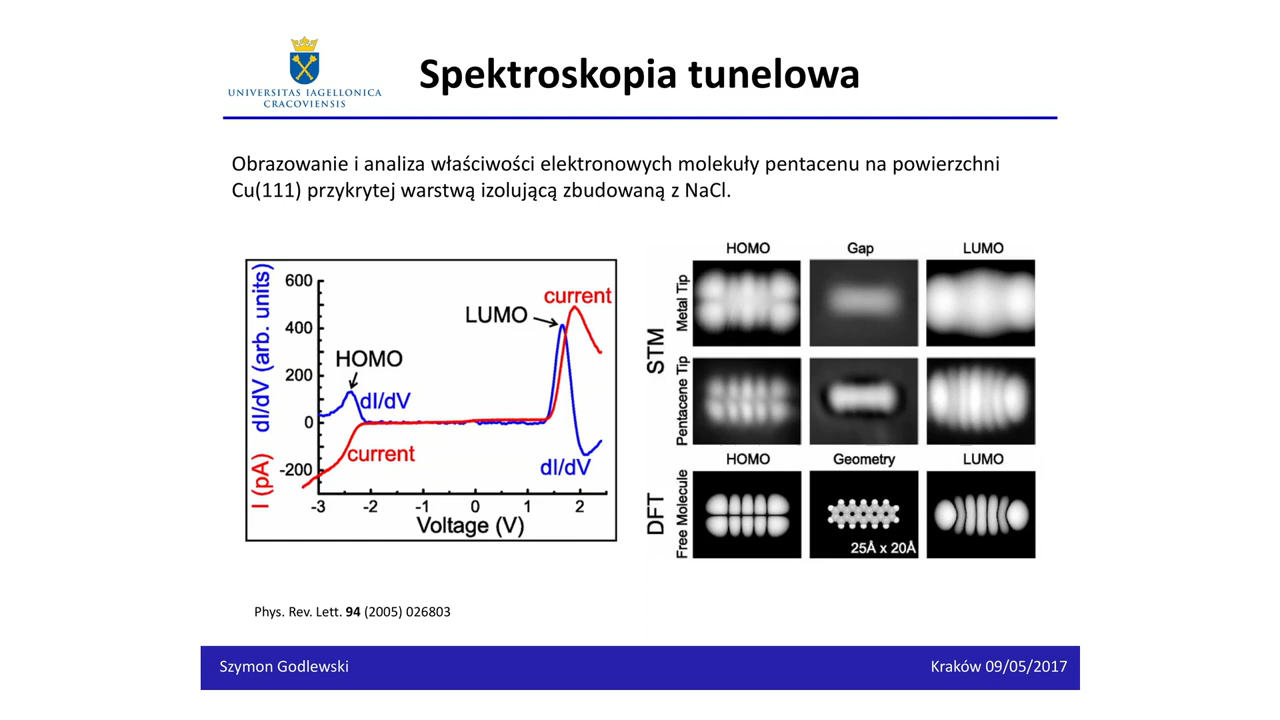 UNIVERSITAS IAGELLONICA
CRACOVIENSIS
Spektroskopia tunelowa
Obrazowanie i analiza właściwości elektronowych molekuły pentacenu na powierzchni
Cu(111) przykrytej warstwą izolującą zbudowaną z NaCl.
I (pA) dI/dV (arb. units)
600
400
200
0
-200
-3 -2 -1 0 1 2
Voltage (V)
HOMO
dI/dV
current
LUMO
current
dI/dV
HOMO Gap LUMO
STM
Metal Tip
Pentacene Tip
HOMO Geometry LUMO
DFT
Free Molecule
25Å x 20Å
Phys. Rev. Lett. 94 (2005) 026803
Szymon Godlewski
Kraków 09/05/2017